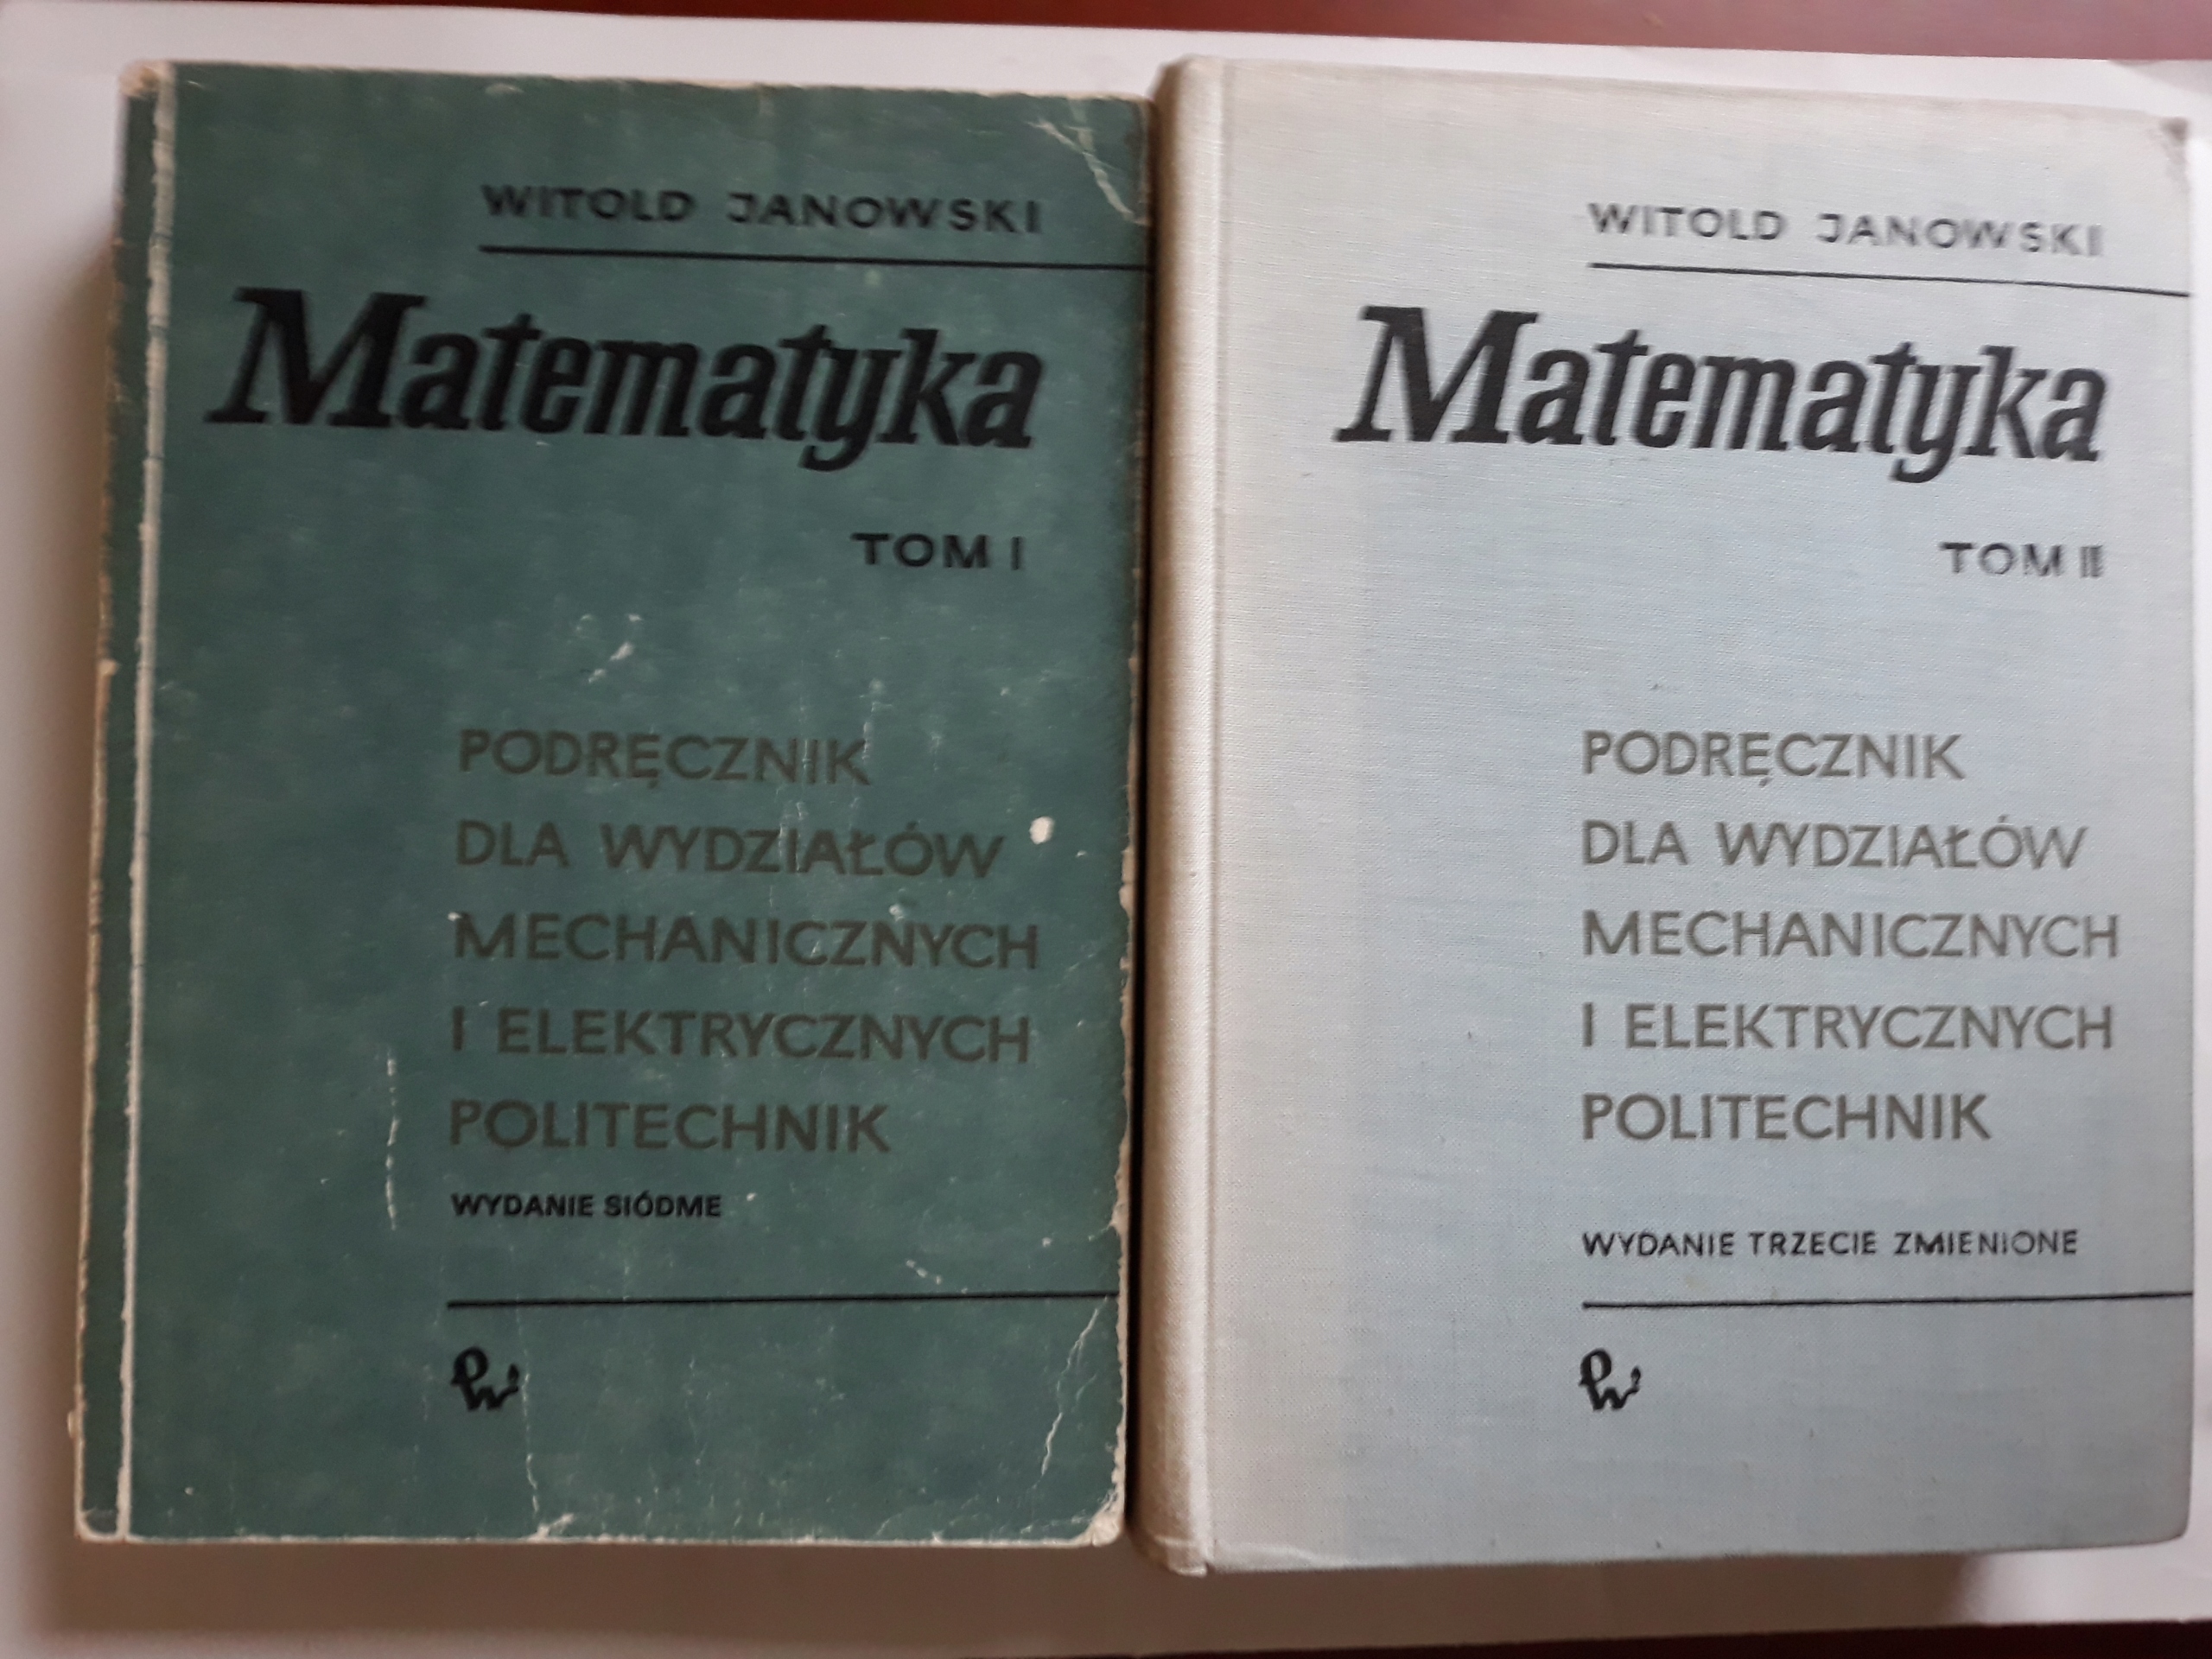 WITOLD JANOWSKI
Matematyka
TOM I
PODRĘCZNIK
DLA WYDZIAŁÓW
MECHANICZNYCH
I ELEKTRYCZNYCH
POLITECHNIK
WYDANIE SIÓDME
WITOLD JANOWSKI
Matematyka
TOM II
PODRĘCZNIK
DLA WYDZIAŁÓW
MECHANICZNYCH
I ELEKTRYCZNYCH
POLITECHNIK
WYDANIE TRZECIE ZMIENIONE